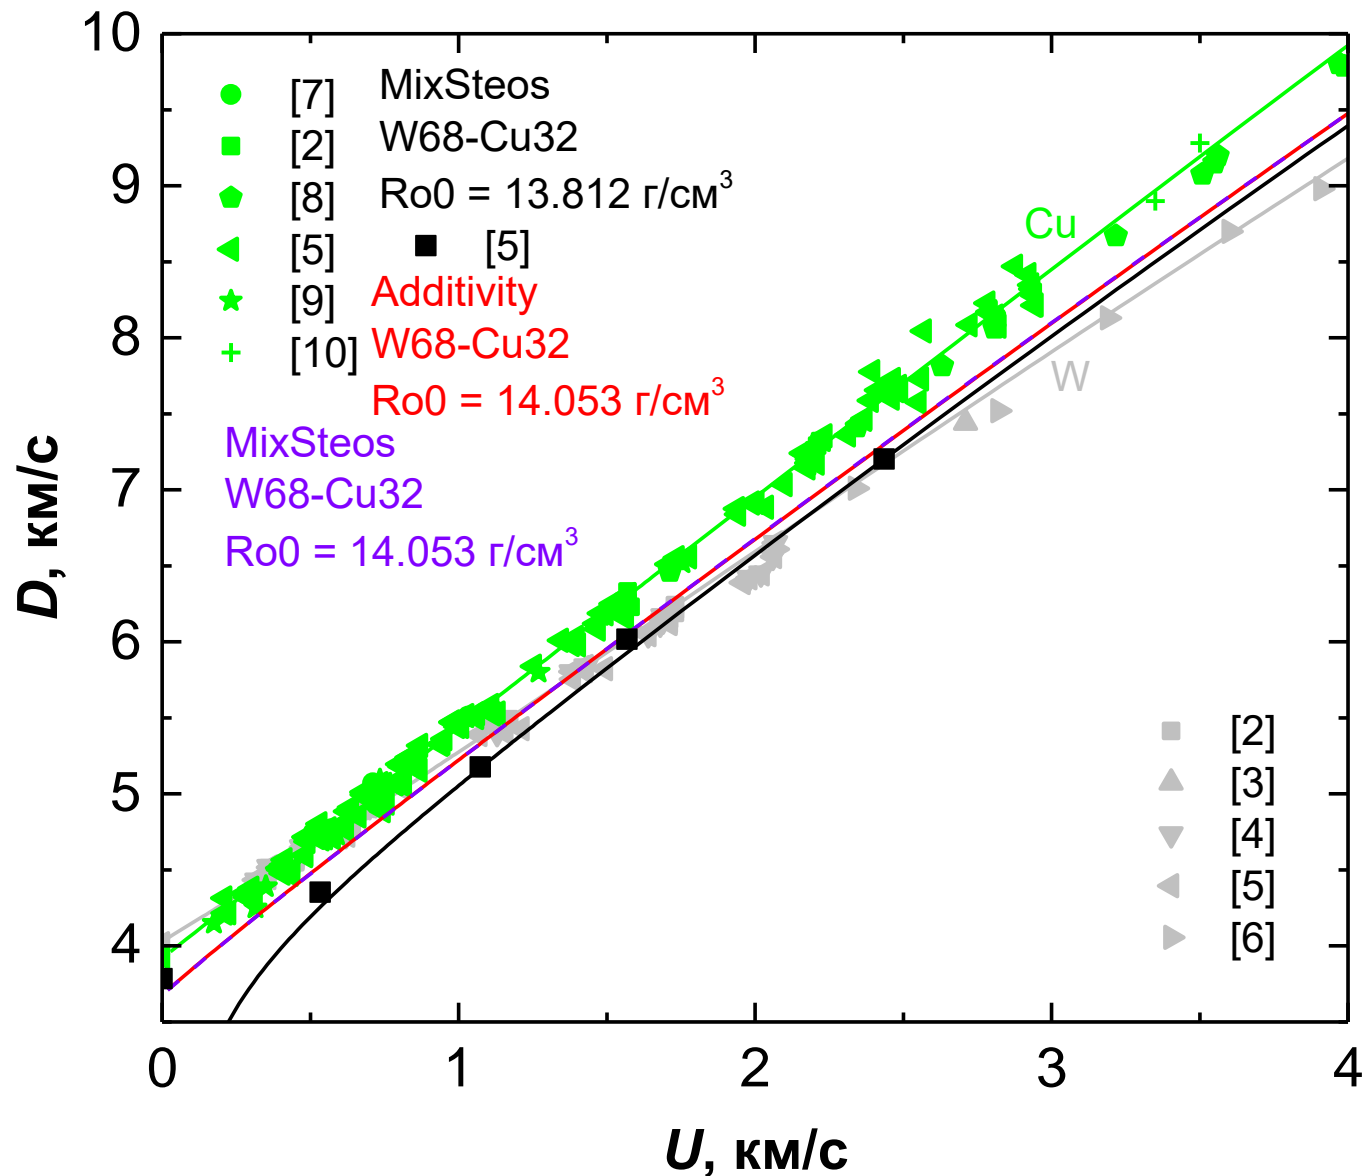 10
9
8
7
6
5
4
D, км/с
[7]
[2]
[8]
[5]
[9]
[10]
MixSteos
W68-Cu32
Ro0 = 13.812 г/см³
[5]
Additivity
W68-Cu32
Ro0 = 14.053 г/см³
MixSteos
W68-Cu32
Ro0 = 14.053 г/см³
Cu
W
[2]
[3]
[4]
[5]
[6]
0 1 2 3 4
U, км/с